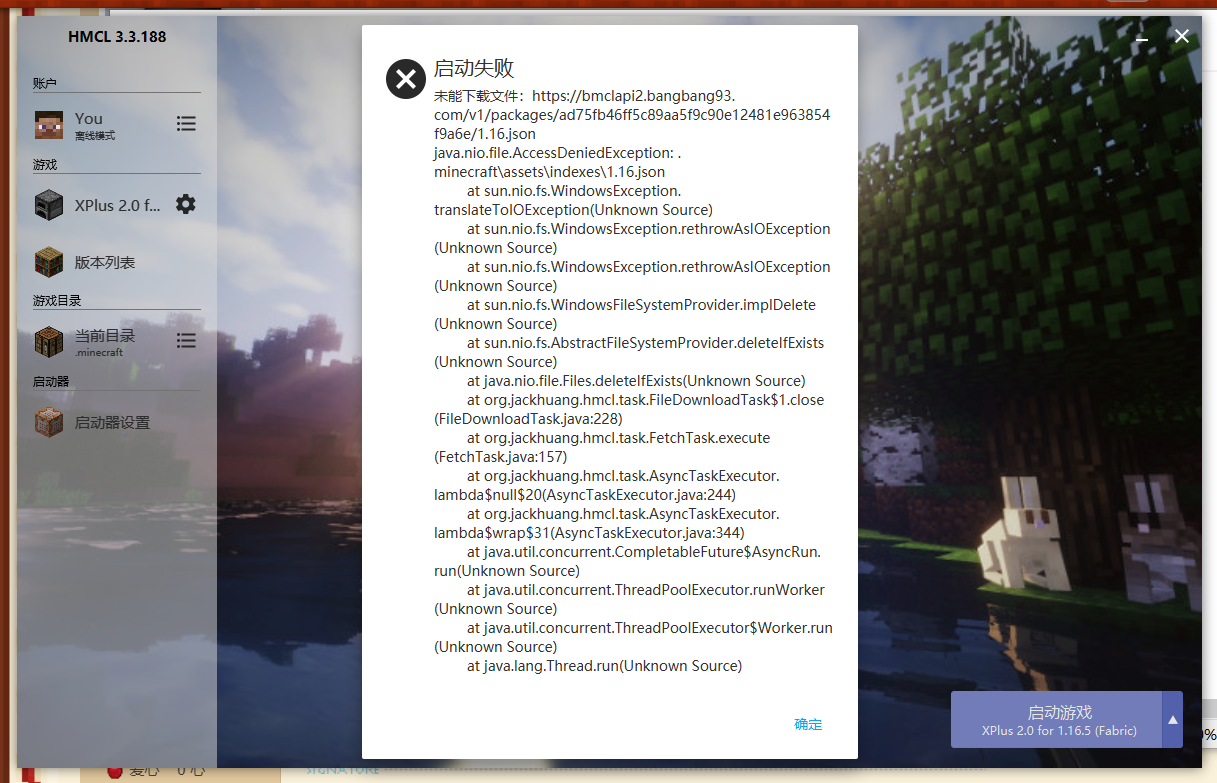 HMCL 3.3.188
账户
You
离线模式
游戏
XPlus 2.0 f...
版本列表
游戏目录
当前目录
.minecraft
启动器
启动器设置
启动失败
未能下载文件：https://bmclapi2.bangbang93.
com/v1/packages/ad75fb46ff5c89aa5f9c90e12481e963854
f9a6e/1.16.json
java.nio.file.AccessDeniedException: .
minecraft\assets\indexes\1.16.json
at sun.nio.fs.WindowsException.
translateToIOException(Unknown Source)
at sun.nio.fs.WindowsException.rethrowAsIOException
(Unknown Source)
at sun.nio.fs.WindowsException.rethrowAsIOException
(Unknown Source)
at sun.nio.fs.WindowsFileSystemProvider.implDelete
(Unknown Source)
at sun.nio.fs.AbstractFileSystemProvider.deleteIfExists
(Unknown Source)
at java.nio.file.Files.deleteIfExists(Unknown Source)
at org.jackhuang.hmcl.task.FileDownloadTask$1.close
(FileDownloadTask.java:228)
at org.jackhuang.hmcl.task.FetchTask.execute
(FetchTask.java:157)
at org.jackhuang.hmcl.task.AsyncTaskExecutor.
lambda$null$20(AsyncTaskExecutor.java:244)
at org.jackhuang.hmcl.task.AsyncTaskExecutor.
lambda$wrap$31(AsyncTaskExecutor.java:344)
at java.util.concurrent.CompletableFuture$AsyncRun.
run(Unknown Source)
at java.util.concurrent.ThreadPoolExecutor.runWorker
(Unknown Source)
at java.util.concurrent.ThreadPoolExecutor$Worker.run
(Unknown Source)
at java.lang.Thread.run(Unknown Source)
确定
启动游戏
XPlus 2.0 for 1.16.5 (Fabric)
爱心 0 心
SIGNATURE